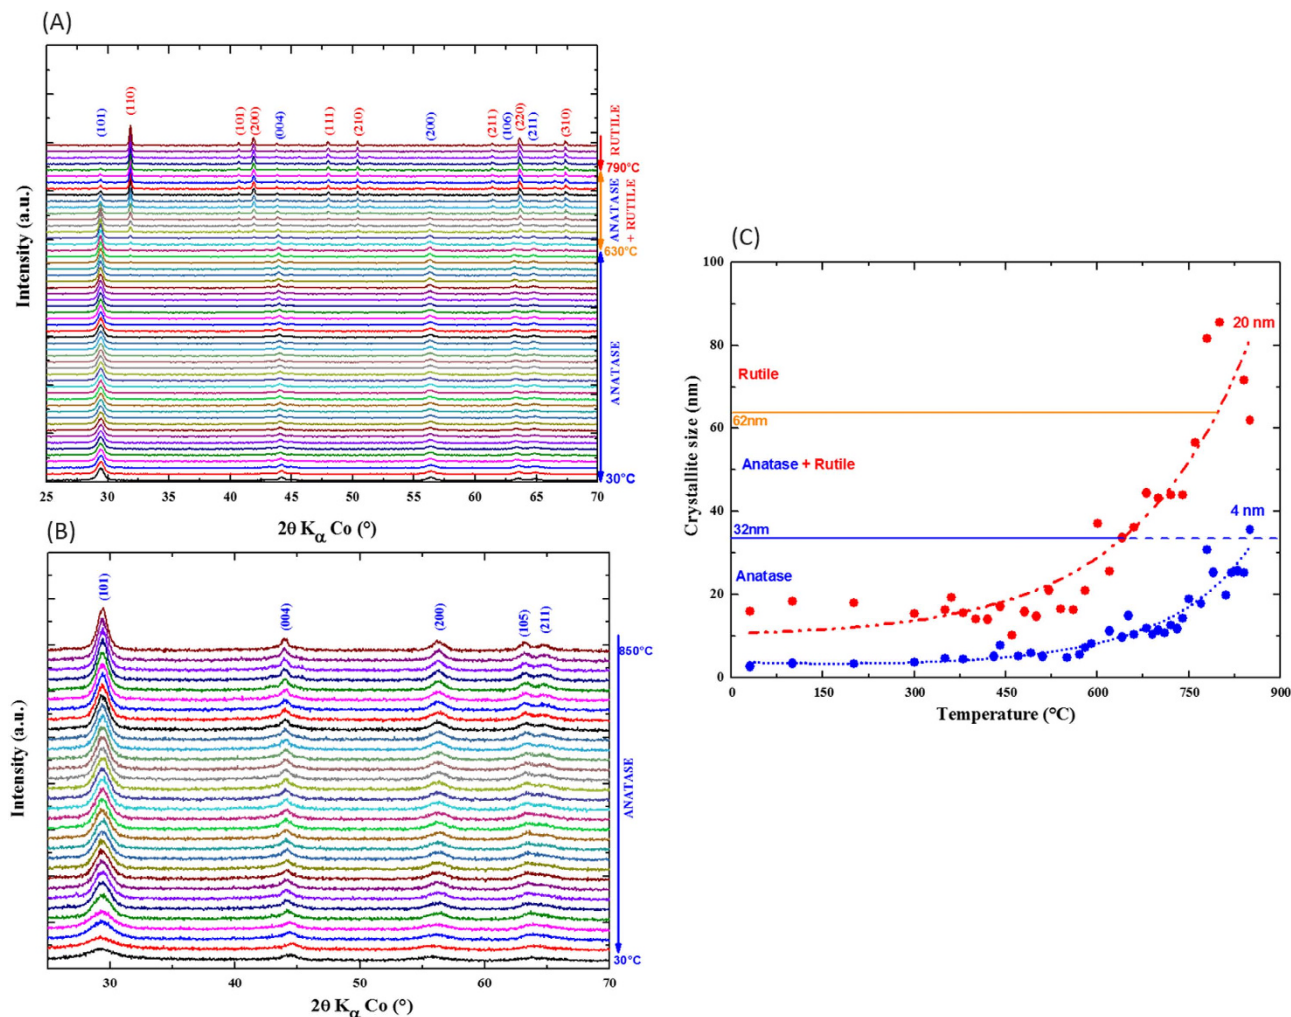 (A)
(101)
(110)
(101)
(200)
(004)
(111)
(210)
(200)
(211)
(106)
(220)
(211)
(310)
RUTILE
790°C
ANATASE
+ RUTILE
630°C
ANATASE
30°C
Intensity (a.u.)
25 30 35 40 45 50 55 60 65 70
2θ Kα Co (°)
(B)
(101)
(004)
(200)
(105)
(211)
850°C
ANATASE
30°C
Intensity (a.u.)
30 40 50 60 70
2θ Kα Co (°)
(C)
100
80
60
40
20
0
Crystallite size (nm)
20 nm
Rutile
62nm
Anatase + Rutile
4 nm
32nm
Anatase
0 150 300 450 600 750 900
Temperature (°C)